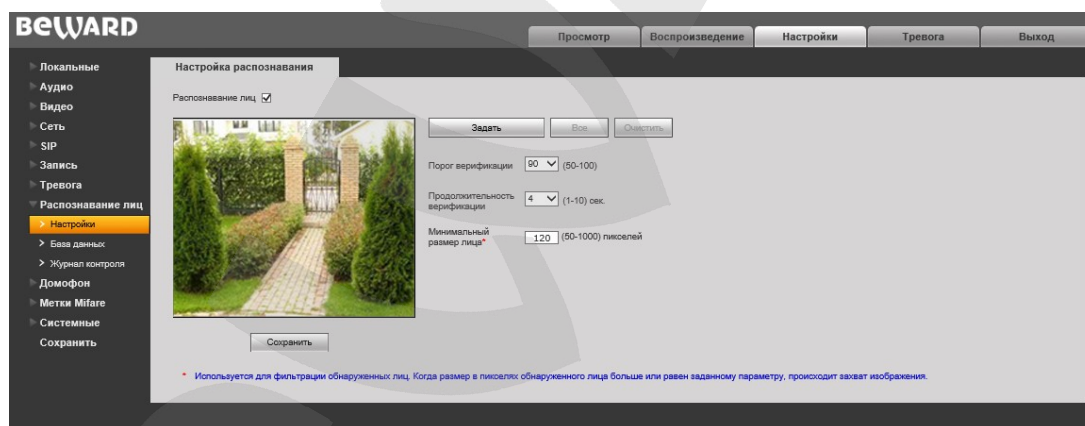 BEWARD
Просмотр Воспроизведение Настройки Тревога Выход
Локальные
Аудио
Видео
Сеть
SIP
Запись
Тревога
Распознавание лиц
Настройки
База данных
Журнал контроля
Домофон
Метки Mifare
Системные
Сохранить
Настройка распознавания
Распознавание лиц
Задать Все Очистить
Порог верификации 90 (50-100)
Продолжительность
верификации 4 (1-10) сек.
Минимальный
размер лица* 120 (50-1000) пикселей
Сохранить
* Используется для фильтрации обнаруженных лиц. Когда размер в пикселях обнаруженного лица больше или равен заданному параметру, происходит захват изображения.